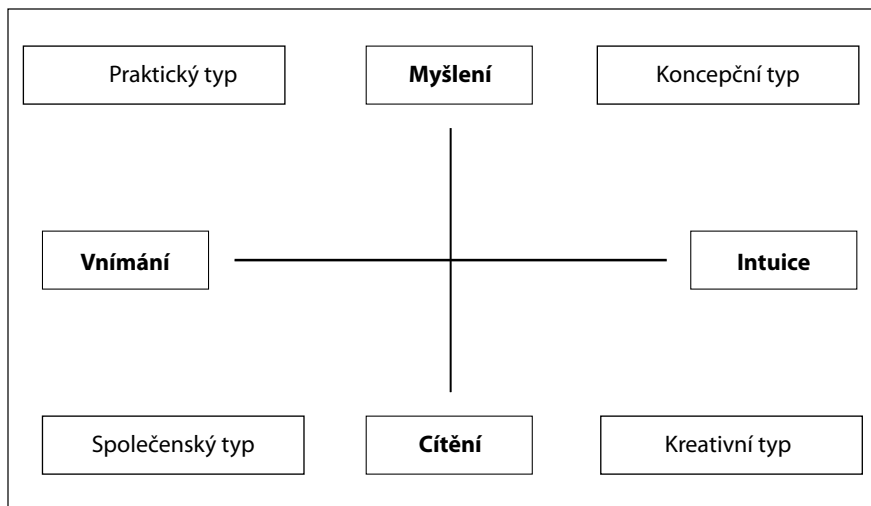 Praktický typ
Myšlení
Koncepční typ
Vnímání
Intuice
Společenský typ
Cítění
Kreativní typ